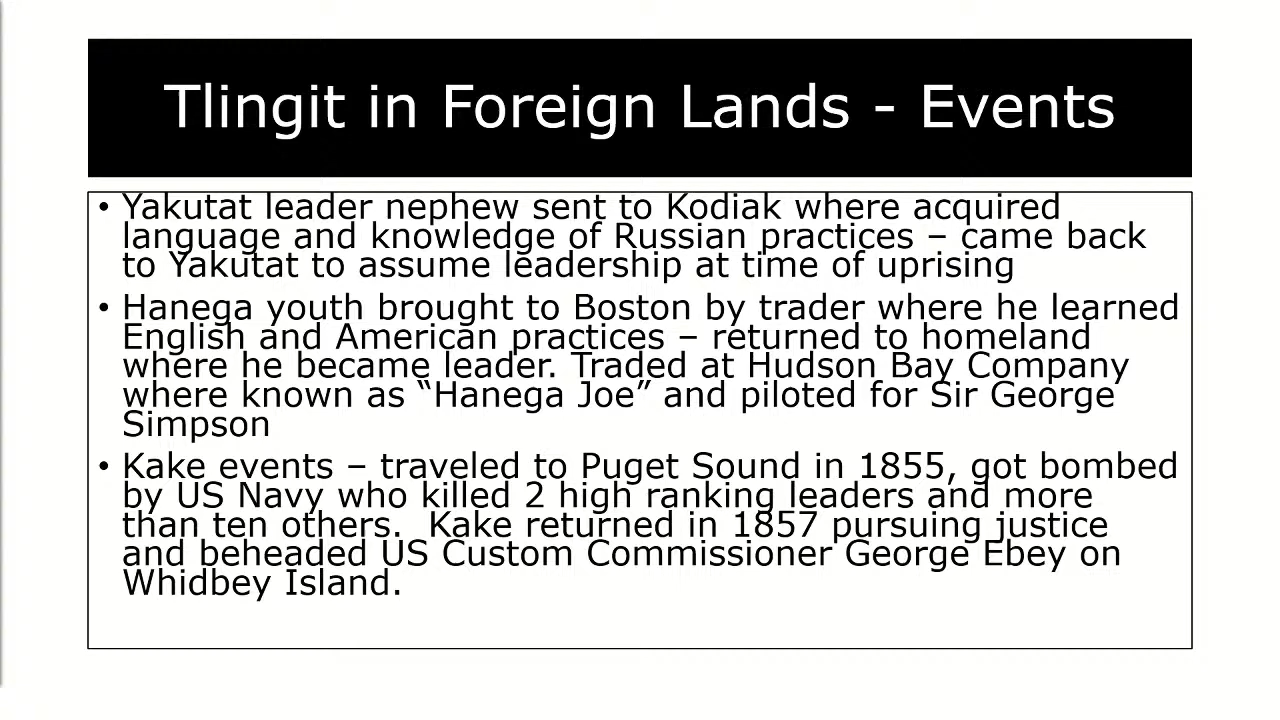 Tlingit in Foreign Lands - Events
• Yakutat leader nephew sent to Kodiak where acquired
language and knowledge of Russian practices – came back
to Yakutat to assume leadership at time of uprising
• Hanega youth brought to Boston by trader where he learned
English and American practices – returned to homeland
where he became leader. Traded at Hudson Bay Company
where known as “Hanega Joe” and piloted for Sir George
Simpson
• Kake events – traveled to Puget Sound in 1855, got bombed
by US Navy who killed 2 high ranking leaders and more
than ten others.  Kake returned in 1857 pursuing justice
and beheaded US Custom Commissioner George Ebey on
Whidbey Island.